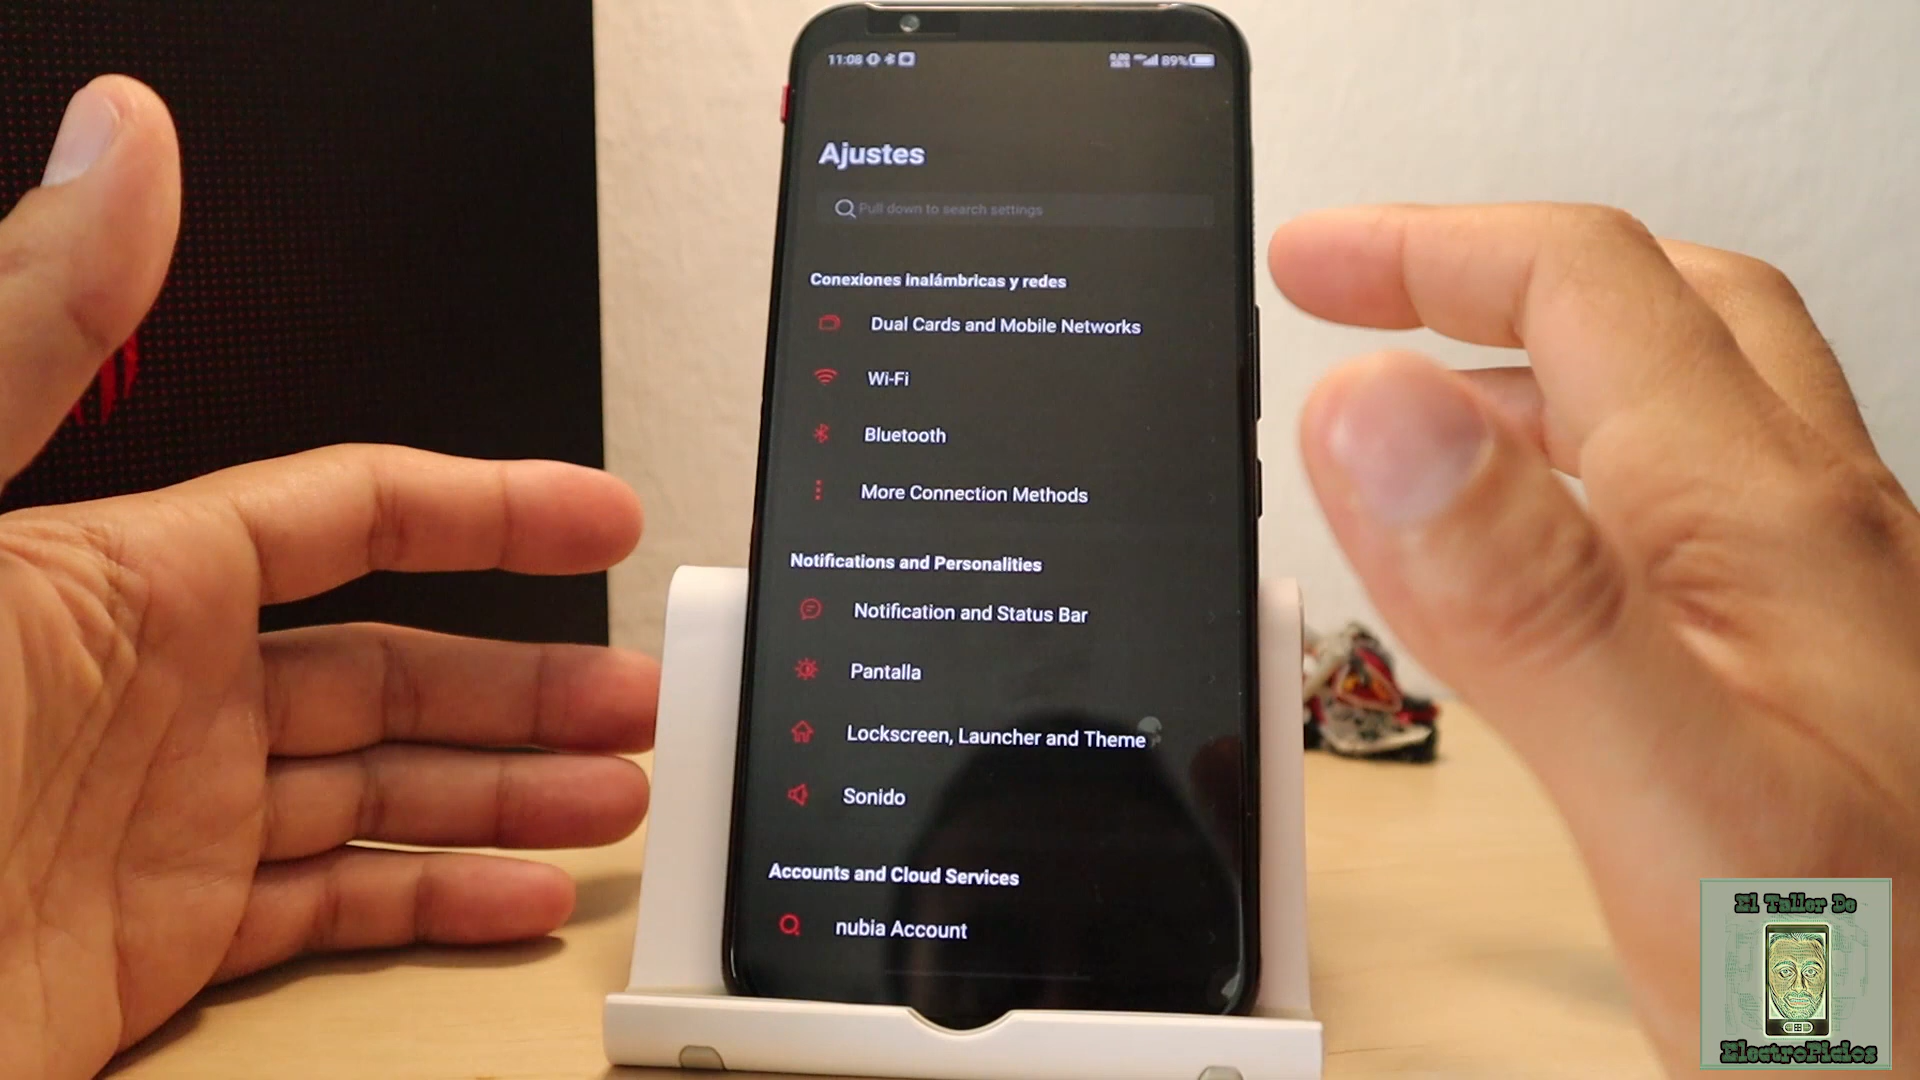 11:08
89%
Ajustes
Pull down to search settings
Conexiones inalámbricas y redes
Dual Cards and Mobile Networks
Wi-Fi
Bluetooth
More Connection Methods
Notifications and Personalities
Notification and Status Bar
Pantalla
Lockscreen, Launcher and Theme
Sonido
Accounts and Cloud Services
nubia Account
El Taller De
ElectroPicios